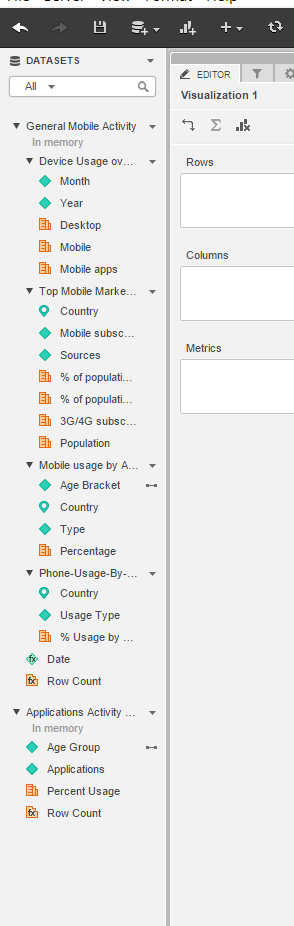 DATASETS
All
General Mobile Activity
In memory
Device Usage ov...
Month
Year
Desktop
Mobile
Mobile apps
Top Mobile Marke...
Country
Mobile subsc...
Sources
% of populati...
% of populati...
3G/4G subsc...
Population
Mobile usage by A...
Age Bracket
Country
Type
Percentage
Phone-Usage-By-...
Country
Usage Type
% Usage by ...
fx Date
fx Row Count
Applications Activity ...
In memory
Age Group
Applications
Percent Usage
fx Row Count
EDITOR
Visualization 1
Rows
Columns
Metrics